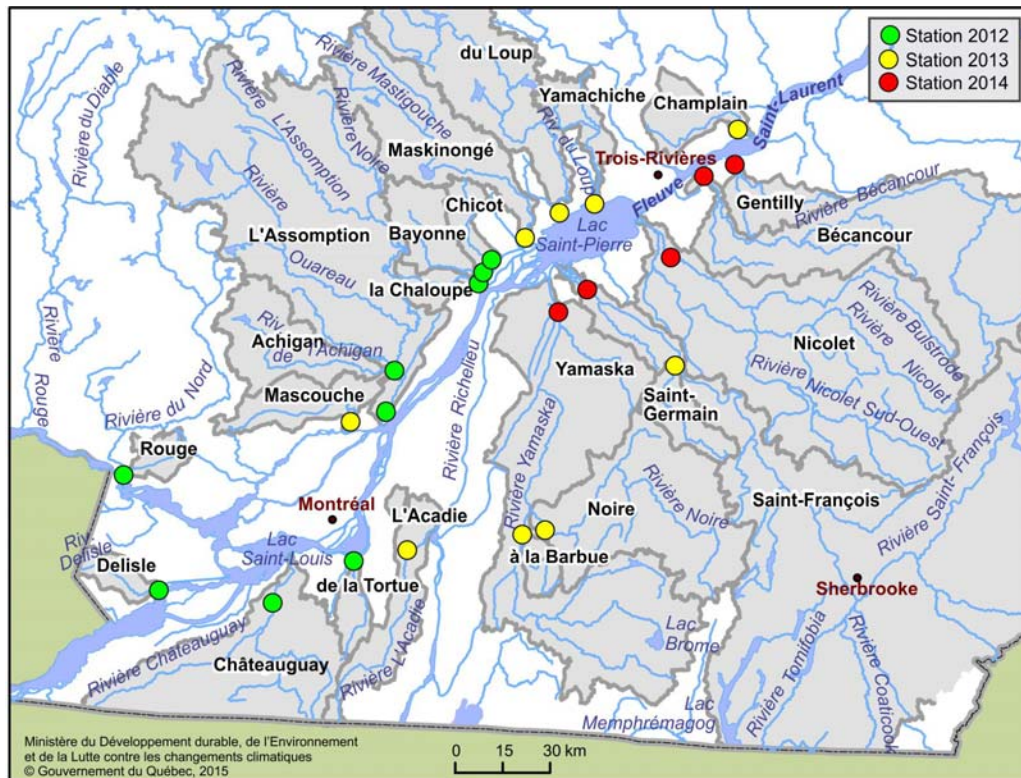 du Loup
Station 2012
Station 2013
Station 2014
Rivière du Diable
Rivière
L'Assomption
Rivière Noire
Rivière Mastigouche
Yamachiche
Champlain
Saint-Laurent
Maskinongé
Riv. du Loup
Trois-Rivières
Fleuve
Rivière
Chicot
Gentilly
Rivière Bécancour
L'Assomption
Bayonne
Lac
Saint-Pierre
Bécancour
Ouareau
la Chaloupe
Rivière Bulstrode
Rivière
Nicolet
Achigan
Riv.
de l'Achigan
Nicolet
Rivière
Rouge
Rivière du Nord
Mascouche
Rivière Richelieu
Yamaska
Saint-
Germain
Rivière Nicolet Sud-Ouest
Rouge
Rivière Yamaska
Rivière Saint-François
Montréal
L'Acadie
Noire
Rivière Noire
Saint-François
Riv.
Delisle
Delisle
Lac
Saint-Louis
à la Barbue
de la Tortue
Sherbrooke
Rivière Châteauguay
Châteauguay
Rivière L'Acadie
Lac
Brome
Rivière Tomifobia
Rivière Coaticook
Lac
Memphrémagog
Ministère du Développement durable, de l'Environnement
et de la Lutte contre les changements climatiques
© Gouvernement du Québec, 2015
0 15 30 km